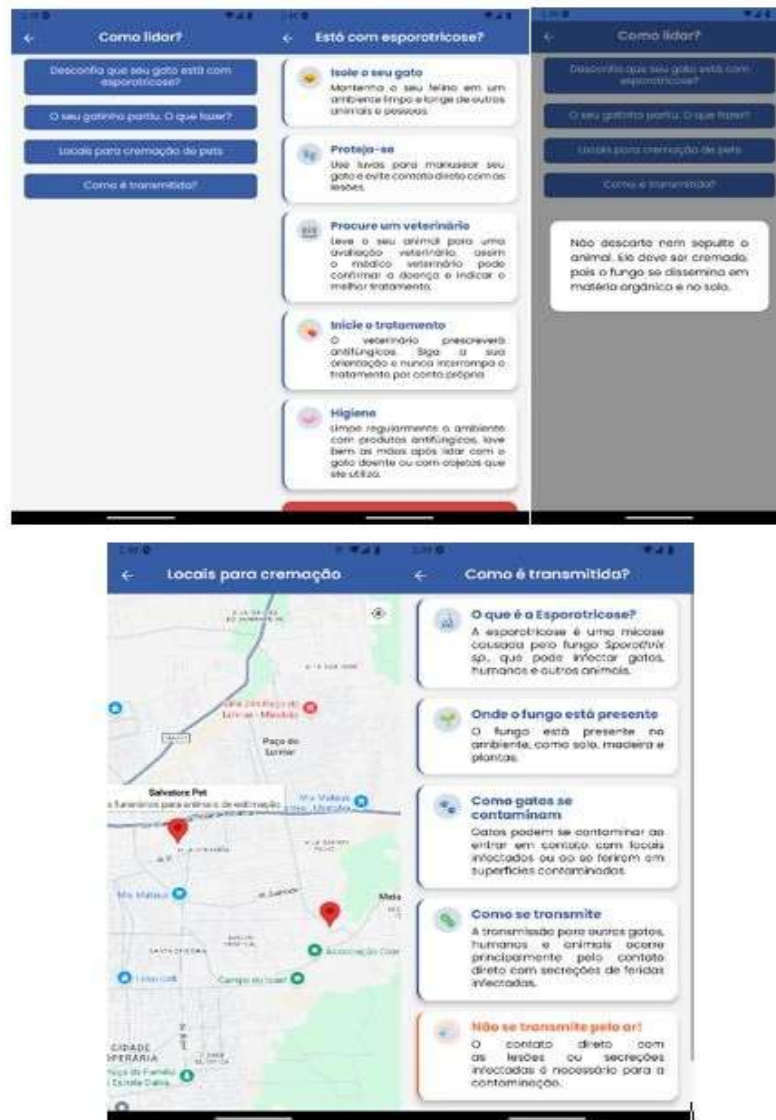 Como lidar?
Desconfia que seu gato está com
esporotricose?
O seu gatinho partiu. O que fazer?
Locais para cremação de pets
Como é transmitida?
Está com esporotricose?
Isole o seu gato
Mantenha o seu felino em um
ambiente limpo e longe de outros
animais e pessoas.
Proteja-se
Use luvas para manusear seu
gato e evite contato direto com as
lesões.
Procure um veterinário
Leve o seu animal para uma
avaliação veterinária, assim
o médico veterinário pode
confirmar a doença e indicar o
melhor tratamento.
Inicie o tratamento
O veterinário prescreverá
antifúngicos. Siga a sua
orientação e nunca interrompa o
tratamento por conta própria
Higiene
Limpe regularmente o ambiente
com produtos antifúngicos, lave
bem as mãos após lidar com o
gato doente ou com objetos que
ele utiliza.
Como lidar?
Desconfia que seu gato está com
esporotricose?
O seu gatinho partiu. O que fazer?
Locais para cremação de pets
Como é transmitida?
Não descarte nem sepulte o
animal. Ele deve ser cremado,
pois o fungo se dissemina em
matéria orgânica e no solo.
Locais para cremação
Paço do
Lumiar
Salvatore Pet
s funerários para animais de estimação
Mix Mateus
Mix Mateus
Associação
Campo do
CIDADE
OPERÁRIA
Como é transmitida?
O que é a Esporotricose?
A esporotricose é uma micose
causada pelo fungo Sporothrix
sp., que pode infectar gatos,
humanos e outros animais.
Onde o fungo está presente
O fungo está presente no
ambiente, como solo, madeira e
plantas.
Como gatos se
contaminam
Gatos podem se contaminar ao
entrar em contato com locais
infectados ou ao se ferirem em
superfícies contaminadas.
Como se transmite
A transmissão para outros gatos,
humanos e animais ocorre
principalmente pelo contato
direto com secreções de feridas
infectadas.
Não se transmite pelo ar!
O contato direto com
as lesões ou secreções
infectadas é necessário para a
contaminação.